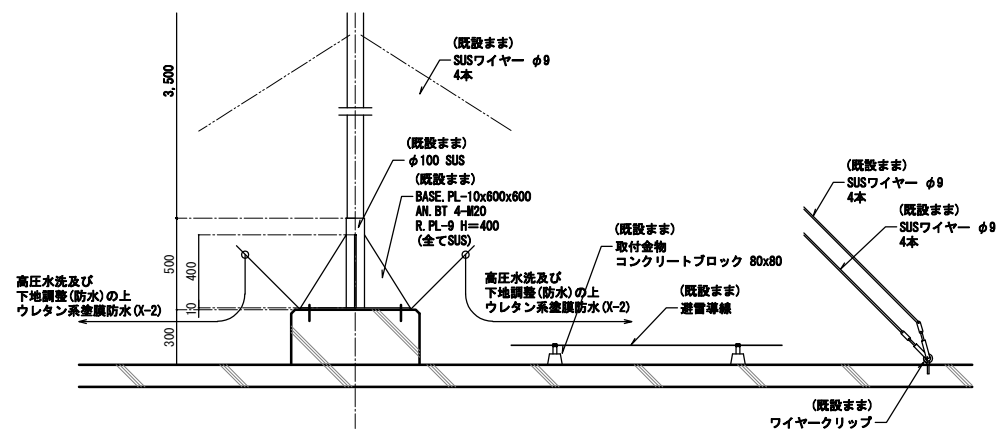 (既設まま)
SUSワイヤー φ9
4本
3,500
(既設まま)
φ100 SUS
(既設まま)
BASE.PL-10x600x600
AN.BT 4-M20
R.PL-9 H=400
(全てSUS)
(既設まま)
SUSワイヤー φ9
4本
(既設まま)
SUSワイヤー φ9
4本
(既設まま)
取付金物
コンクリートブロック 80x80
500
400
10
300
高圧水洗及び
下地調整(防水)の上
ウレタン系塗膜防水(X-2)
高圧水洗及び
下地調整(防水)の上
ウレタン系塗膜防水(X-2)
(既設まま)
避雷導線
(既設まま)
ワイヤークリップ